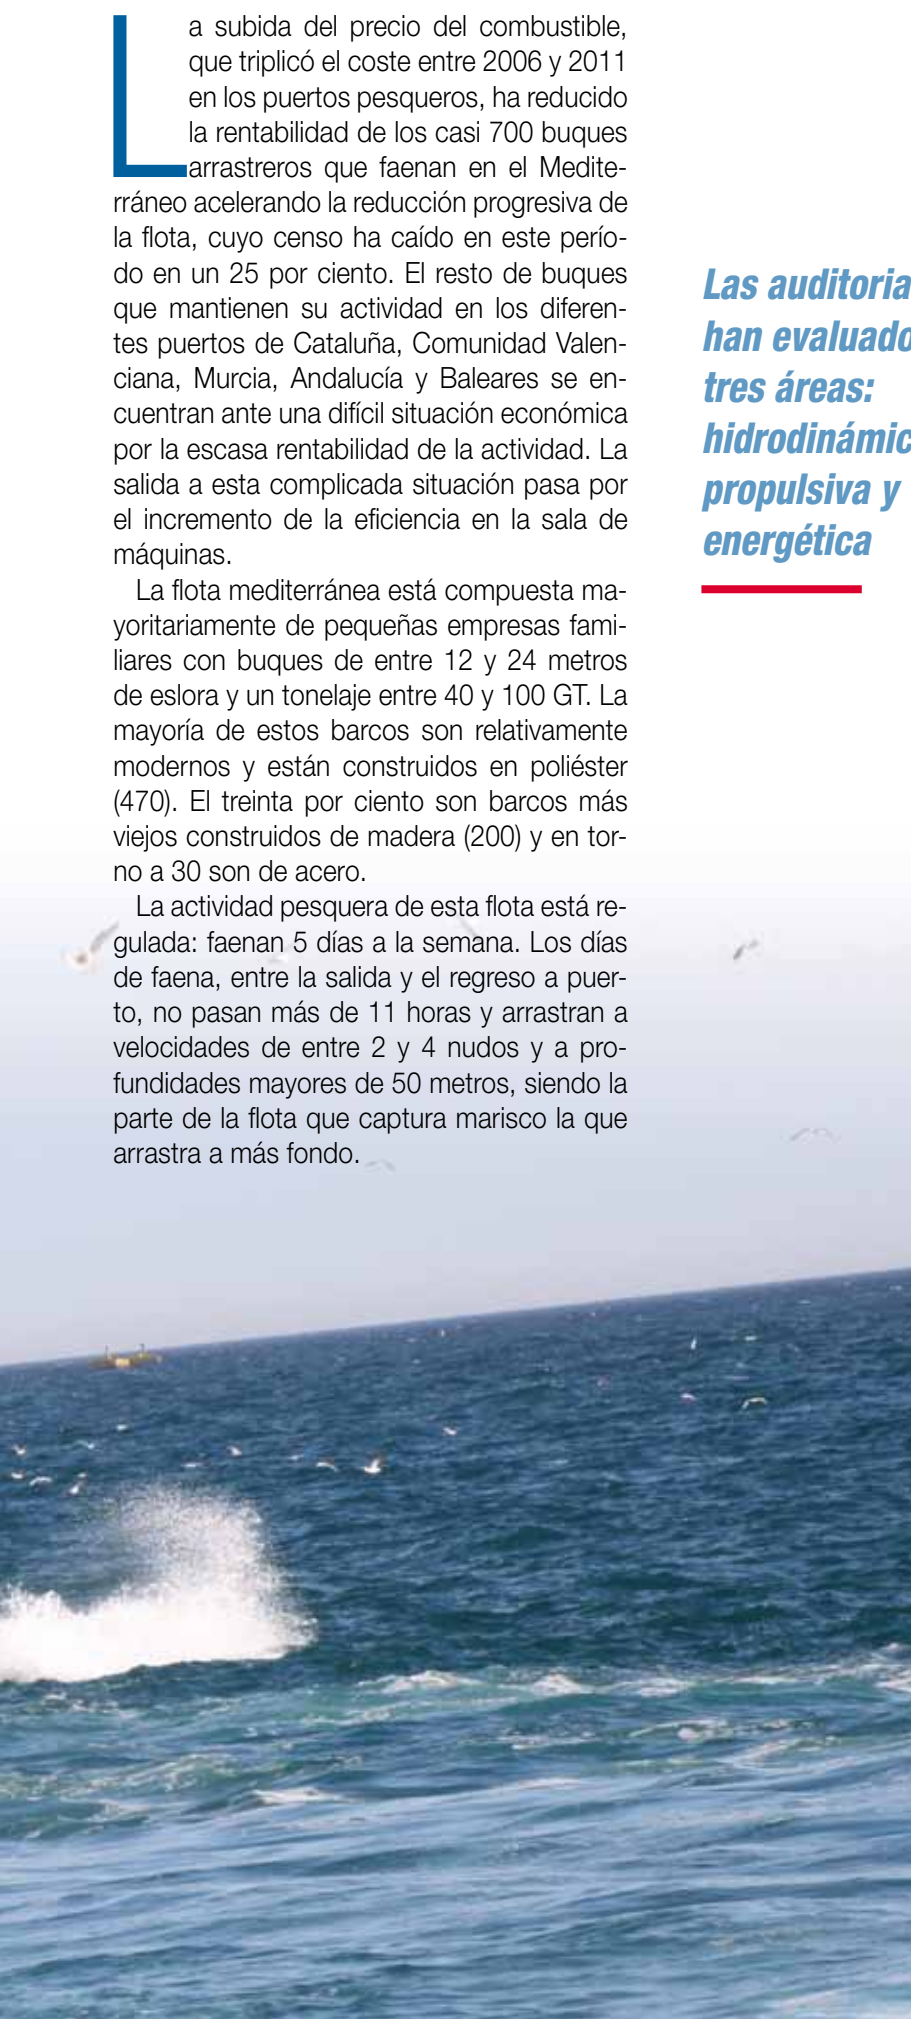 La subida del precio del combustible,
que triplicó el coste entre 2006 y 2011
en los puertos pesqueros, ha reducido
la rentabilidad de los casi 700 buques
arrastreros que faenan en el Medite-
rráneo acelerando la reducción progresiva de
la flota, cuyo censo ha caído en este perío-
do en un 25 por ciento. El resto de buques
que mantienen su actividad en los diferen-
tes puertos de Cataluña, Comunidad Valen-
ciana, Murcia, Andalucía y Baleares se en-
cuentran ante una difícil situación económica
por la escasa rentabilidad de la actividad. La
salida a esta complicada situación pasa por
el incremento de la eficiencia en la sala de
máquinas.
La flota mediterránea está compuesta ma-
yoritariamente de pequeñas empresas fami-
liares con buques de entre 12 y 24 metros
de eslora y un tonelaje entre 40 y 100 GT. La
mayoría de estos barcos son relativamente
modernos y están construidos en poliéster
(470). El treinta por ciento son barcos más
viejos construidos de madera (200) y en tor-
no a 30 son de acero.
La actividad pesquera de esta flota está re-
gulada: faenan 5 días a la semana. Los días
de faena, entre la salida y el regreso a puer-
to, no pasan más de 11 horas y arrastran a
velocidades de entre 2 y 4 nudos y a pro-
fundidades mayores de 50 metros, siendo la
parte de la flota que captura marisco la que
arrastra a más fondo.
Las auditoria
han evaluado
tres áreas:
hidrodinámic
propulsiva y
energética